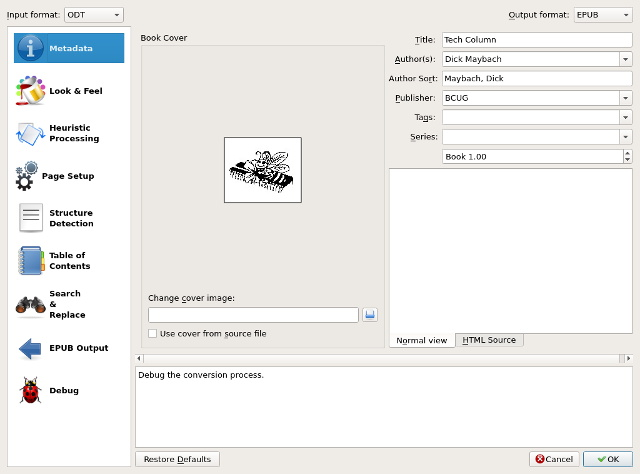 Input format: ODT
Output format: EPUB
Metadata
Look & Feel
Heuristic
Processing
Page Setup
Structure
Detection
Table of
Contents
Search
&
Replace
EPUB Output
Debug
Book Cover
Change cover image:
Use cover from source file
Title: Tech Column
Author(s): Dick Maybach
Author Sort: Maybach, Dick
Publisher: BCUG
Tags:
Series:
Book 1.00
Normal view
HTML Source
Debug the conversion process.
Restore Defaults
Cancel
OK